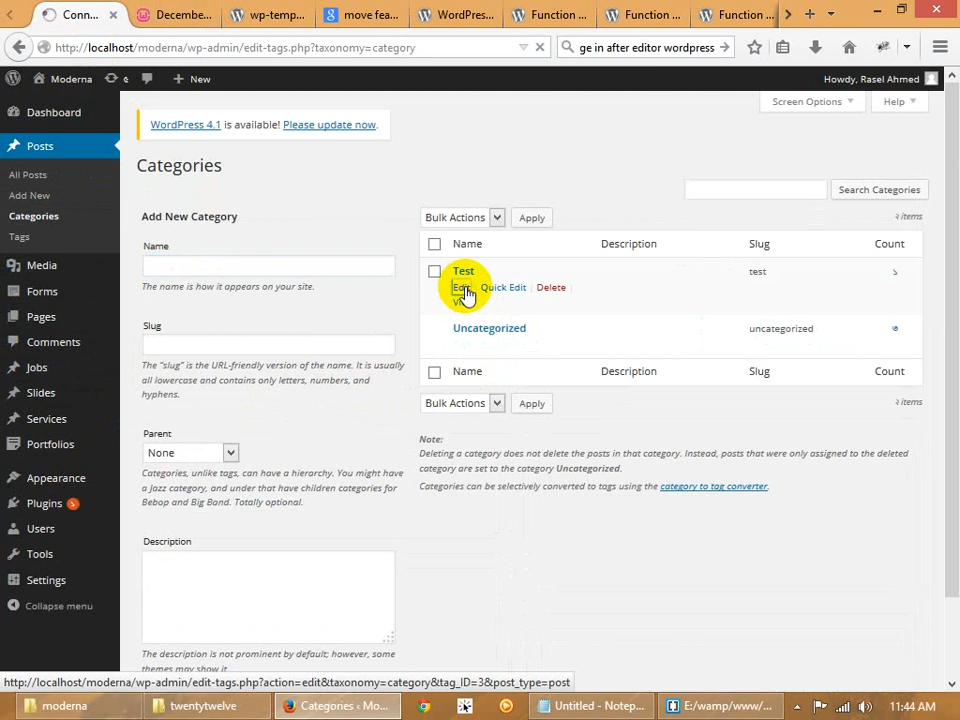 Conn...
Decembe...
wp-temp...
move fea...
WordPres...
Function ...
Function ...
Function ...
http://localhost/moderna/wp-admin/edit-tags.php?taxonomy=category
ge in after editor wordpress
Moderna
New
Howdy, Rasel Ahmed
Dashboard
Posts
All Posts
Add New
Categories
Tags
Media
Forms
Pages
Comments
Jobs
Slides
Services
Portfolios
Appearance
Plugins
Users
Tools
Settings
Collapse menu
Screen Options
Help
WordPress 4.1 is available! Please update now.
Categories
Search Categories
Add New Category
Name
The name is how it appears on your site.
Slug
The “slug” is the URL-friendly version of the name. It is usually
all lowercase and contains only letters, numbers, and
hyphens.
Parent
None
Categories, unlike tags, can have a hierarchy. You might have
a Jazz category, and under that have children categories for
Bebop and Big Band. Totally optional.
Description
The description is not prominent by default; however, some
themes may show it.
Bulk Actions
Apply
items
Name Description Slug Count
Test test
Edit Quick Edit | Delete |
Uncategorized uncategorized
Name Description Slug Count
Bulk Actions
Apply
items
Note:
Deleting a category does not delete the posts in that category. Instead, posts that were only assigned to the deleted
category are set to the category Uncategorized.
Categories can be selectively converted to tags using the category to tag converter.
http://localhost/moderna/wp-admin/edit-tags.php?action=edit&taxonomy=category&tag_ID=3&post_type=post
moderna
twentytwelve
Categories ‹ Mo...
Untitled - Notep...
E:/wamp/www/...
11:44 AM